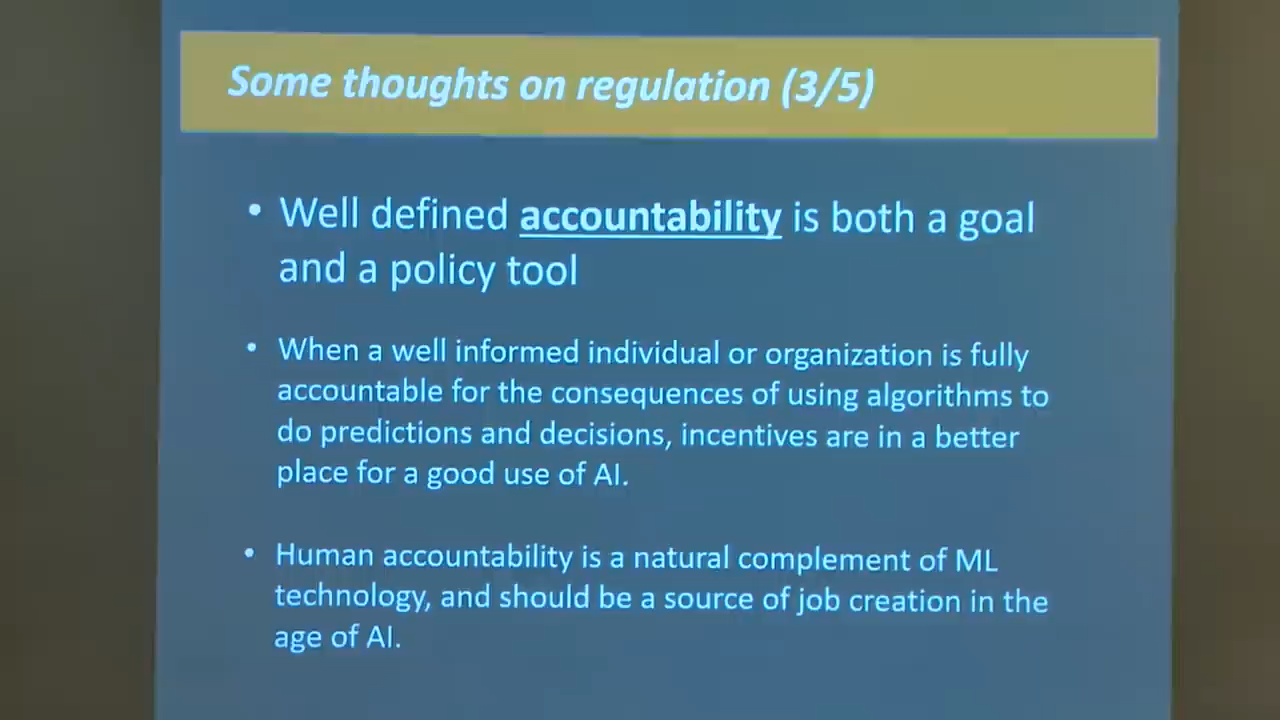 Some thoughts on regulation (3/5)
• Well defined accountability is both a goal
and a policy tool
• When a well informed individual or organization is fully
accountable for the consequences of using algorithms to
do predictions and decisions, incentives are in a better
place for a good use of AI.
• Human accountability is a natural complement of ML
technology, and should be a source of job creation in the
age of AI.